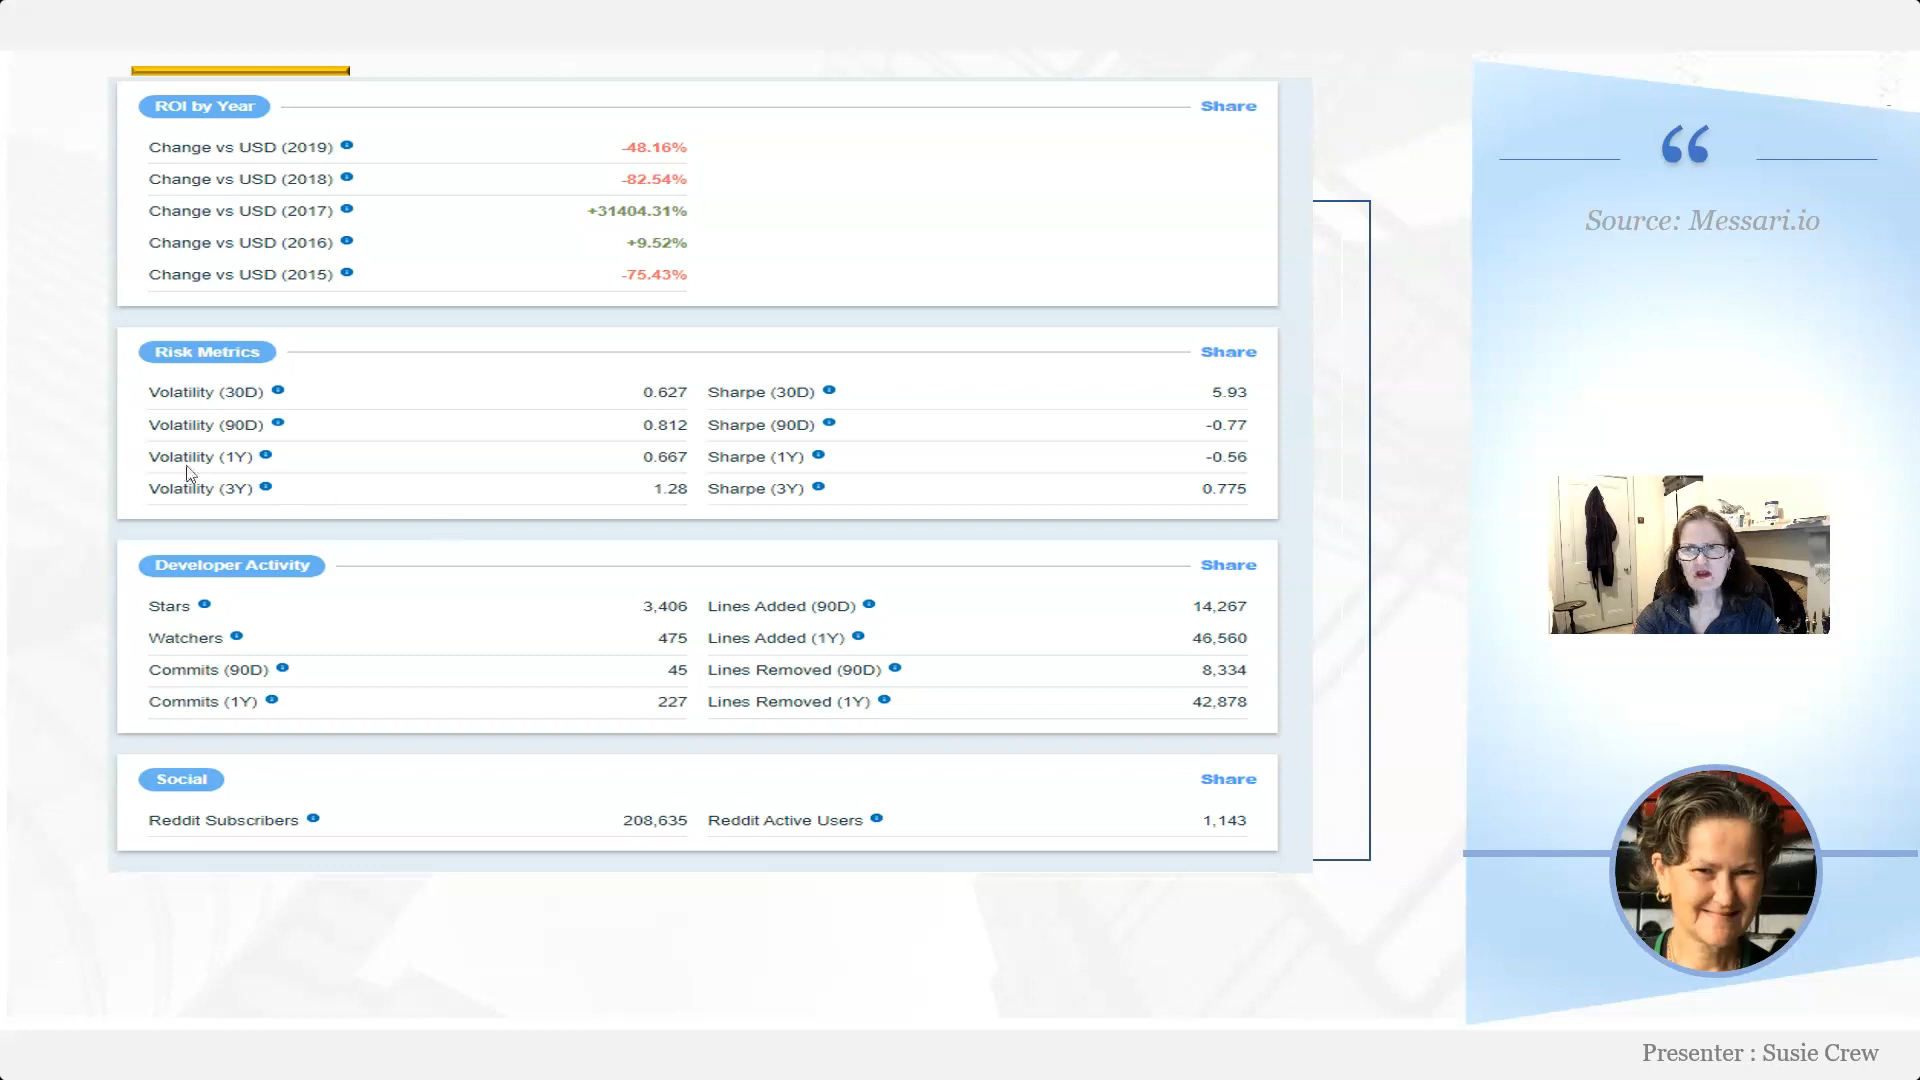 ROI by Year Share
Change vs USD (2019) -48.16%
Change vs USD (2018) -82.54%
Change vs USD (2017) +31404.31%
Change vs USD (2016) +9.52%
Change vs USD (2015) -75.43%
Risk Metrics Share
Volatility (30D) 0.627 Sharpe (30D) 5.93
Volatility (90D) 0.812 Sharpe (90D) -0.77
Volatility (1Y) 0.667 Sharpe (1Y) -0.56
Volatility (3Y) 1.28 Sharpe (3Y) 0.775
Developer Activity Share
Stars 3,406 Lines Added (90D) 14,267
Watchers 475 Lines Added (1Y) 46,560
Commits (90D) 45 Lines Removed (90D) 8,334
Commits (1Y) 227 Lines Removed (1Y) 42,878
Social Share
Reddit Subscribers 208,635 Reddit Active Users 1,143
“
Source: Messari.io
Presenter : Susie Crew